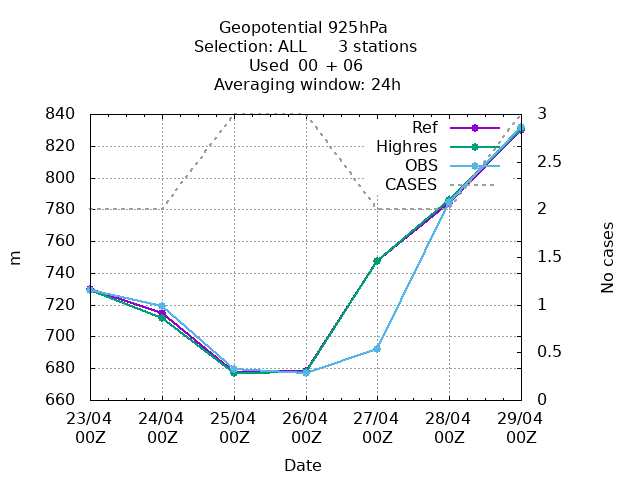 Geopotential 925hPa
Selection: ALL 3 stations
Used 00 + 06
Averaging window: 24h
840 3
Ref
820
Highres
2.5
800
OBS
CASES
780 2
760
1.5
740
m
No cases
720 1
700
0.5
680
660 0
23/04 24/04 25/04 26/04 27/04 28/04 29/04
00Z 00Z 00Z 00Z 00Z 00Z 00Z
Date